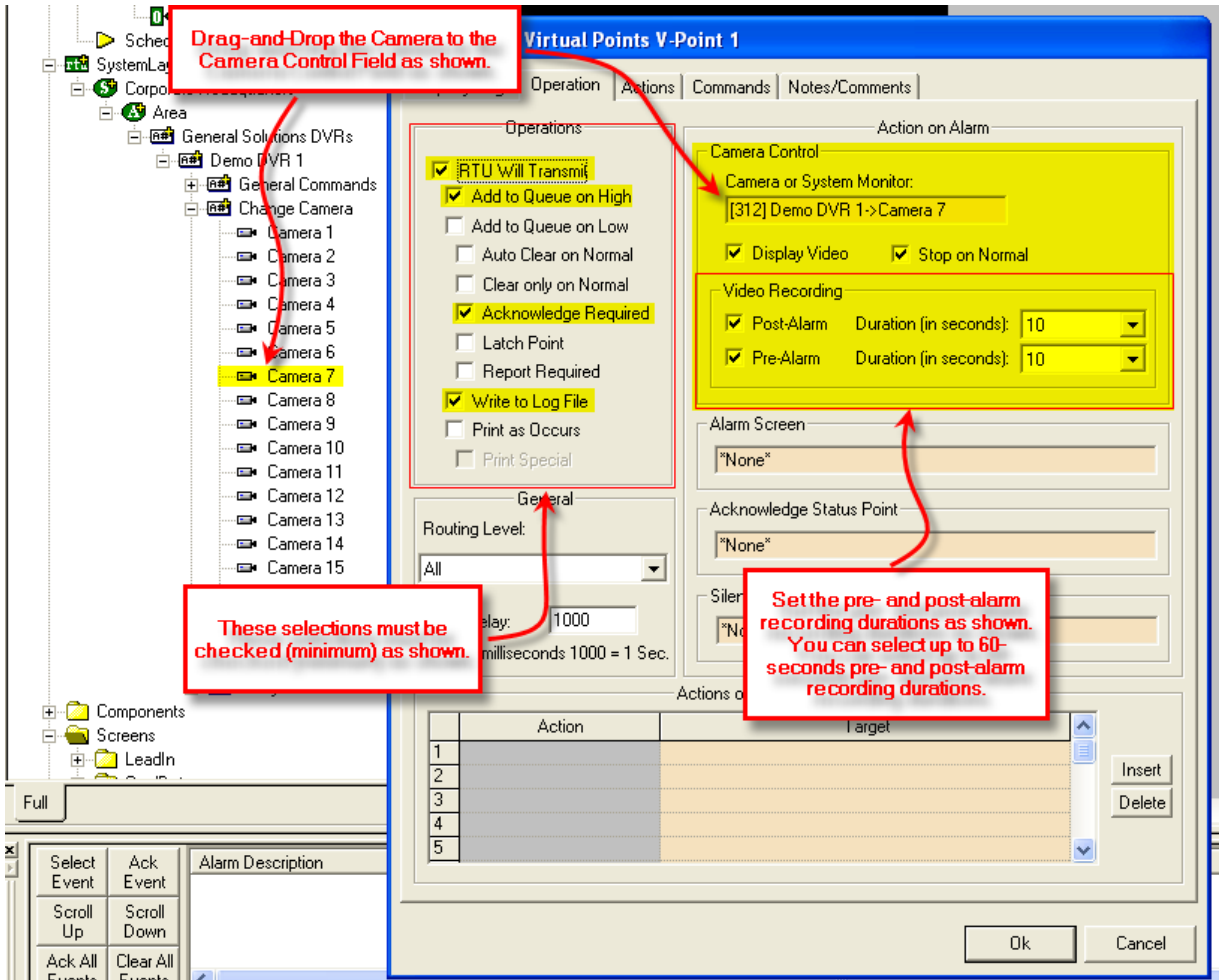 Drag-and-Drop the Camera to the
Camera Control Field as shown.
Sched
rtu SystemLay
Corporate Headquarters
Area
General Solutions DVRs
Demo DVR 1
General Commands
Change Camera
Camera 1
Camera 2
Camera 3
Camera 4
Camera 5
Camera 6
Camera 7
Camera 8
Camera 9
Camera 10
Camera 11
Camera 12
Camera 13
Camera 14
Camera 15
These selections must be
checked (minimum) as shown.
Components
Screens
LeadIn
Full
Virtual Points V-Point 1
Operation
Actions
Commands
Notes/Comments
Operations
RTU Will Transmit
Add to Queue on High
Add to Queue on Low
Auto Clear on Normal
Clear only on Normal
Acknowledge Required
Latch Point
Report Required
Write to Log File
Print as Occurs
Print Special
General
Routing Level:
All
elay: 1000
milliseconds 1000 = 1 Sec.
Action on Alarm
Camera Control
Camera or System Monitor:
[312] Demo DVR 1->Camera 7
Display Video
Stop on Normal
Video Recording
Post-Alarm Duration (in seconds): 10
Pre-Alarm Duration (in seconds): 10
Alarm Screen
*None*
Acknowledge Status Point
*None*
Silen
*No
Set the pre- and post-alarm
recording durations as shown.
You can select up to 60-
seconds pre- and post-alarm
recording durations.
Actions o
Action
Target
1
2
3
4
5
Insert
Delete
Ok
Cancel
Select Event
Ack Event
Alarm Description
Scroll Up
Scroll Down
Ack All Events
Clear All Events